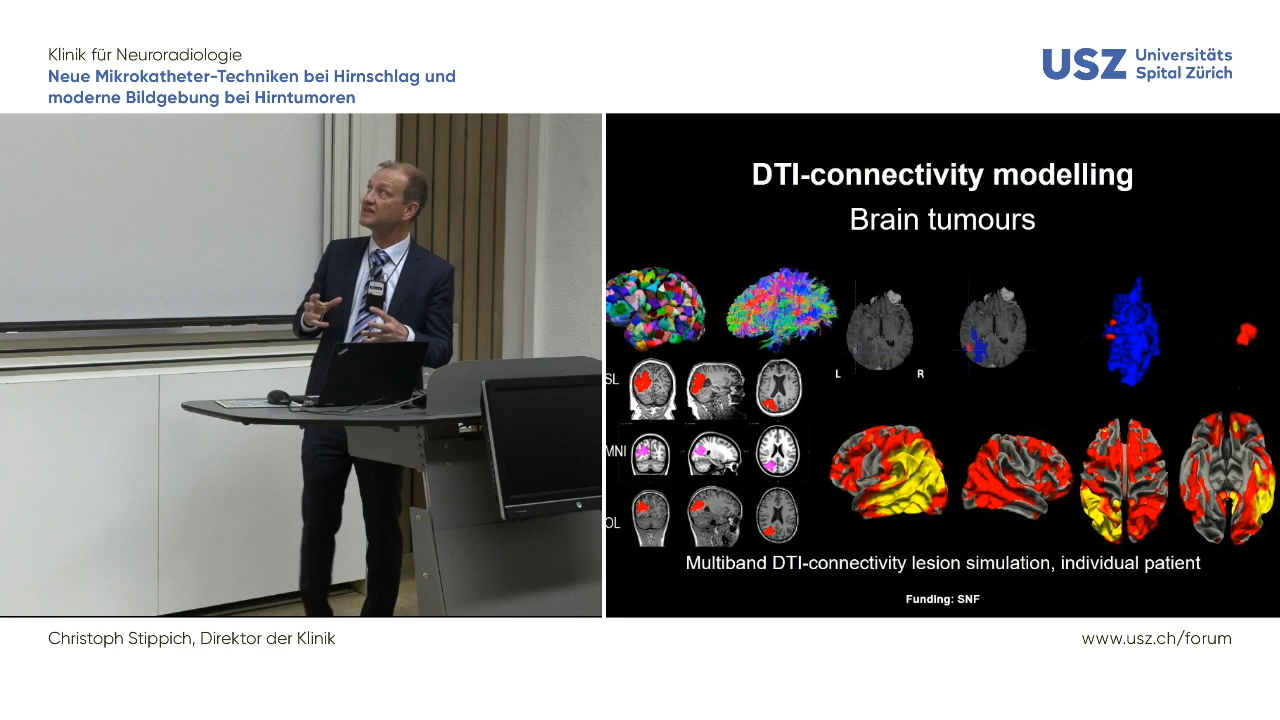 Klinik für Neuroradiologie
Neue Mikrokatheter-Techniken bei Hirnschlag und
moderne Bildgebung bei Hirntumoren
USZ Universitäts
Spital Zürich
DTI-connectivity modelling
Brain tumours
L R
SL
MNI
OL
Multiband DTI-connectivity lesion simulation, individual patient
Funding: SNF
Christoph Stippich, Direktor der Klinik
www.usz.ch/forum